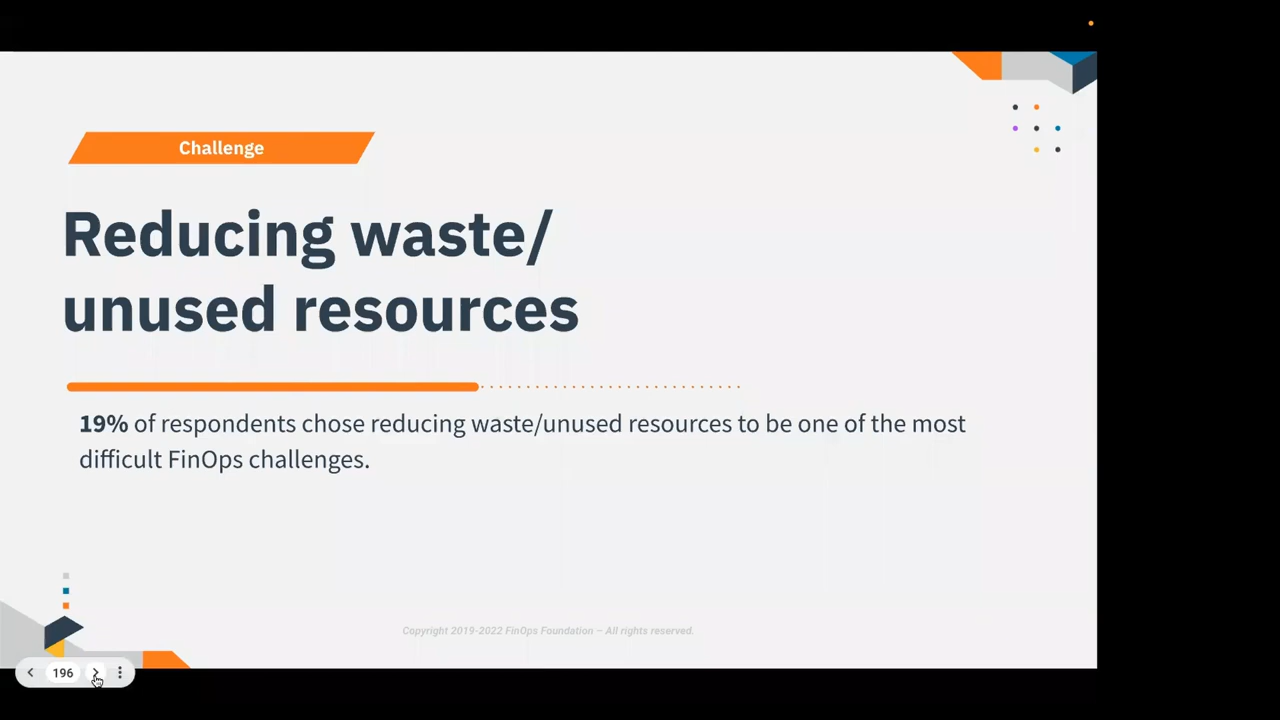 Challenge
Reducing waste/
unused resources
19% of respondents chose reducing waste/unused resources to be one of the most
difficult FinOps challenges.
Copyright 2019-2022 FinOps Foundation – All rights reserved.
196